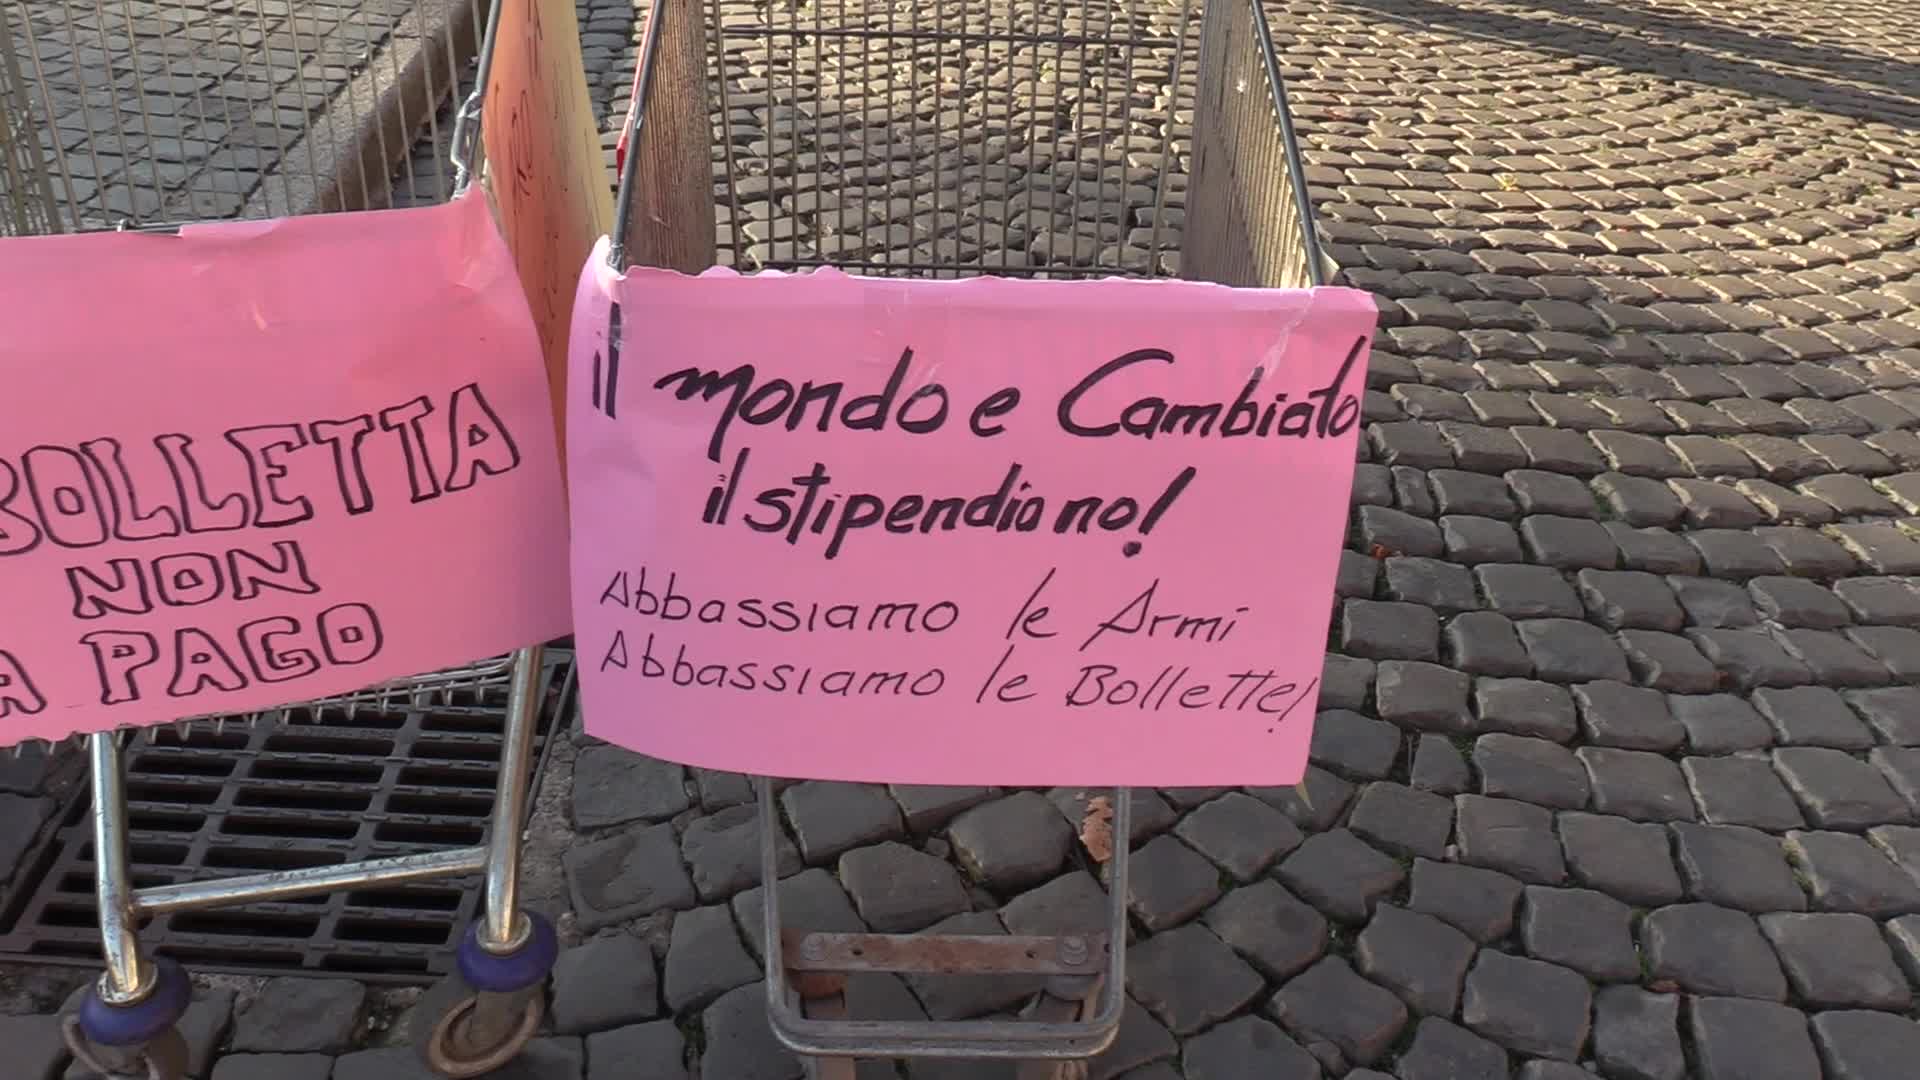 BOLLETTA
NON
A PAGO
il mondo e Cambiato
il stipendio no!
Abbassiamo le Armi
Abbassiamo le Bollette!